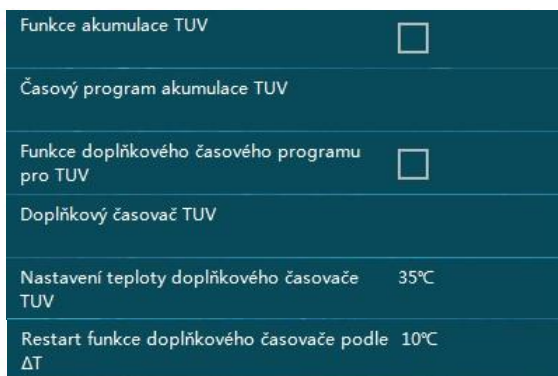 Funkce akumulace TUV
Časový program akumulace TUV
Funkce doplňkového časového programu
pro TUV
Doplňkový časovač TUV
Nastavení teploty doplňkového časovače 35℃
TUV
Restart funkce doplňkového časovače podle 10℃
ΔT